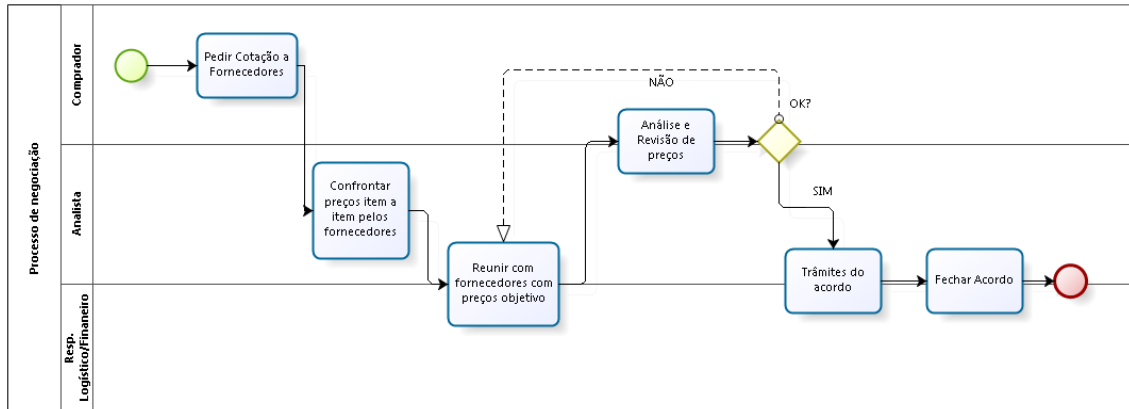 Processo de negociação
Comprador
Pedir Cotação a
Fornecedores
NÃO
OK?
Análise e
Revisão de
preços
Analista
Confrontar
preços item a
item pelos
fornecedores
SIM
Reunir com
fornecedores com
preços objetivo
Trâmites do
acordo
Fechar Acordo
Resp.
Logístico/Finaneiro